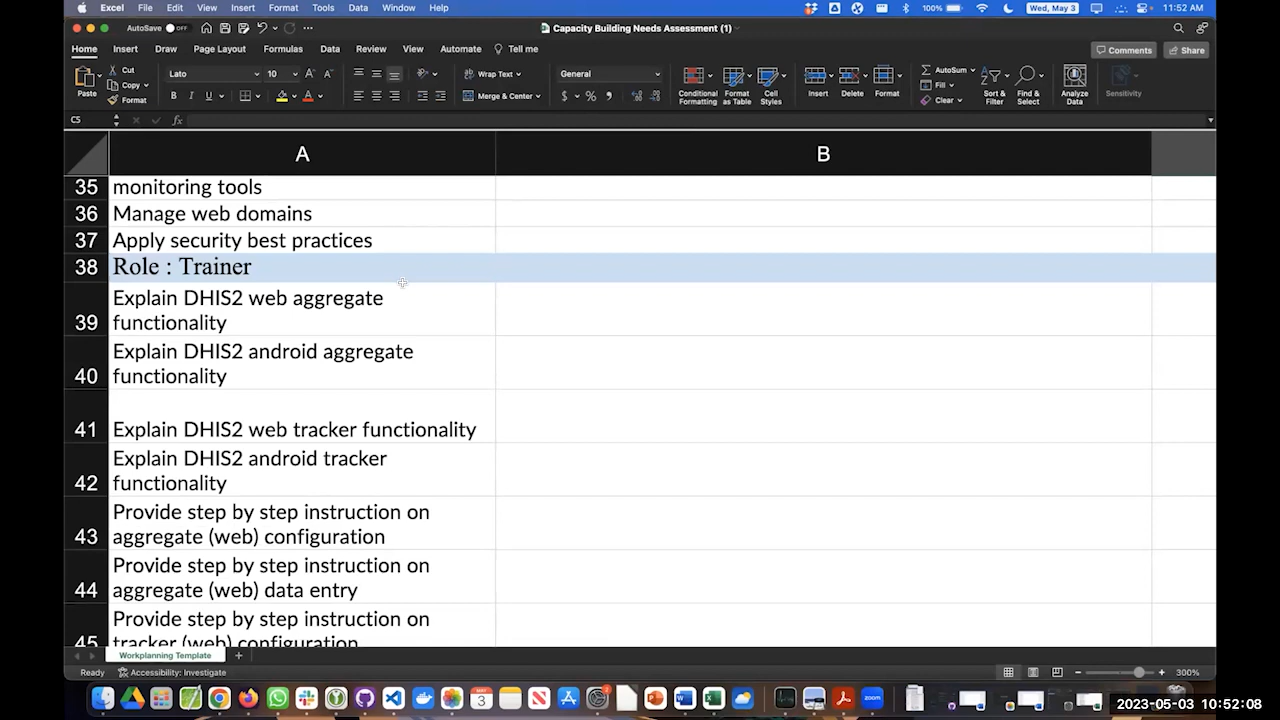 Excel File Edit View Insert Format Tools Data Window Help 100% Wed, May 3 11:52 AM
AutoSave OFF Capacity Building Needs Assessment (1)
Home Insert Draw Page Layout Formulas Data Review View Automate Tell me Comments Share
Paste Cut Copy Format
Lato 10 Wrap Text General
B I U Merge & Center $ % 9
Conditional Formatting Format as Table Cell Styles Insert Delete Format AutoSum Fill Clear Sort & Filter Find & Select Analyze Data Sensitivity
C5 fx
A B
35 monitoring tools
36 Manage web domains
37 Apply security best practices
38 Role : Trainer
39 Explain DHIS2 web aggregate
functionality
40 Explain DHIS2 android aggregate
functionality
41 Explain DHIS2 web tracker functionality
42 Explain DHIS2 android tracker
functionality
43 Provide step by step instruction on
aggregate (web) configuration
44 Provide step by step instruction on
aggregate (web) data entry
45 Provide step by step instruction on
tracker (web) configuration
Workplanning Template +
Ready Accessibility: Investigate 300%
MAY 3 zoom
2023-05-03 10:52:08